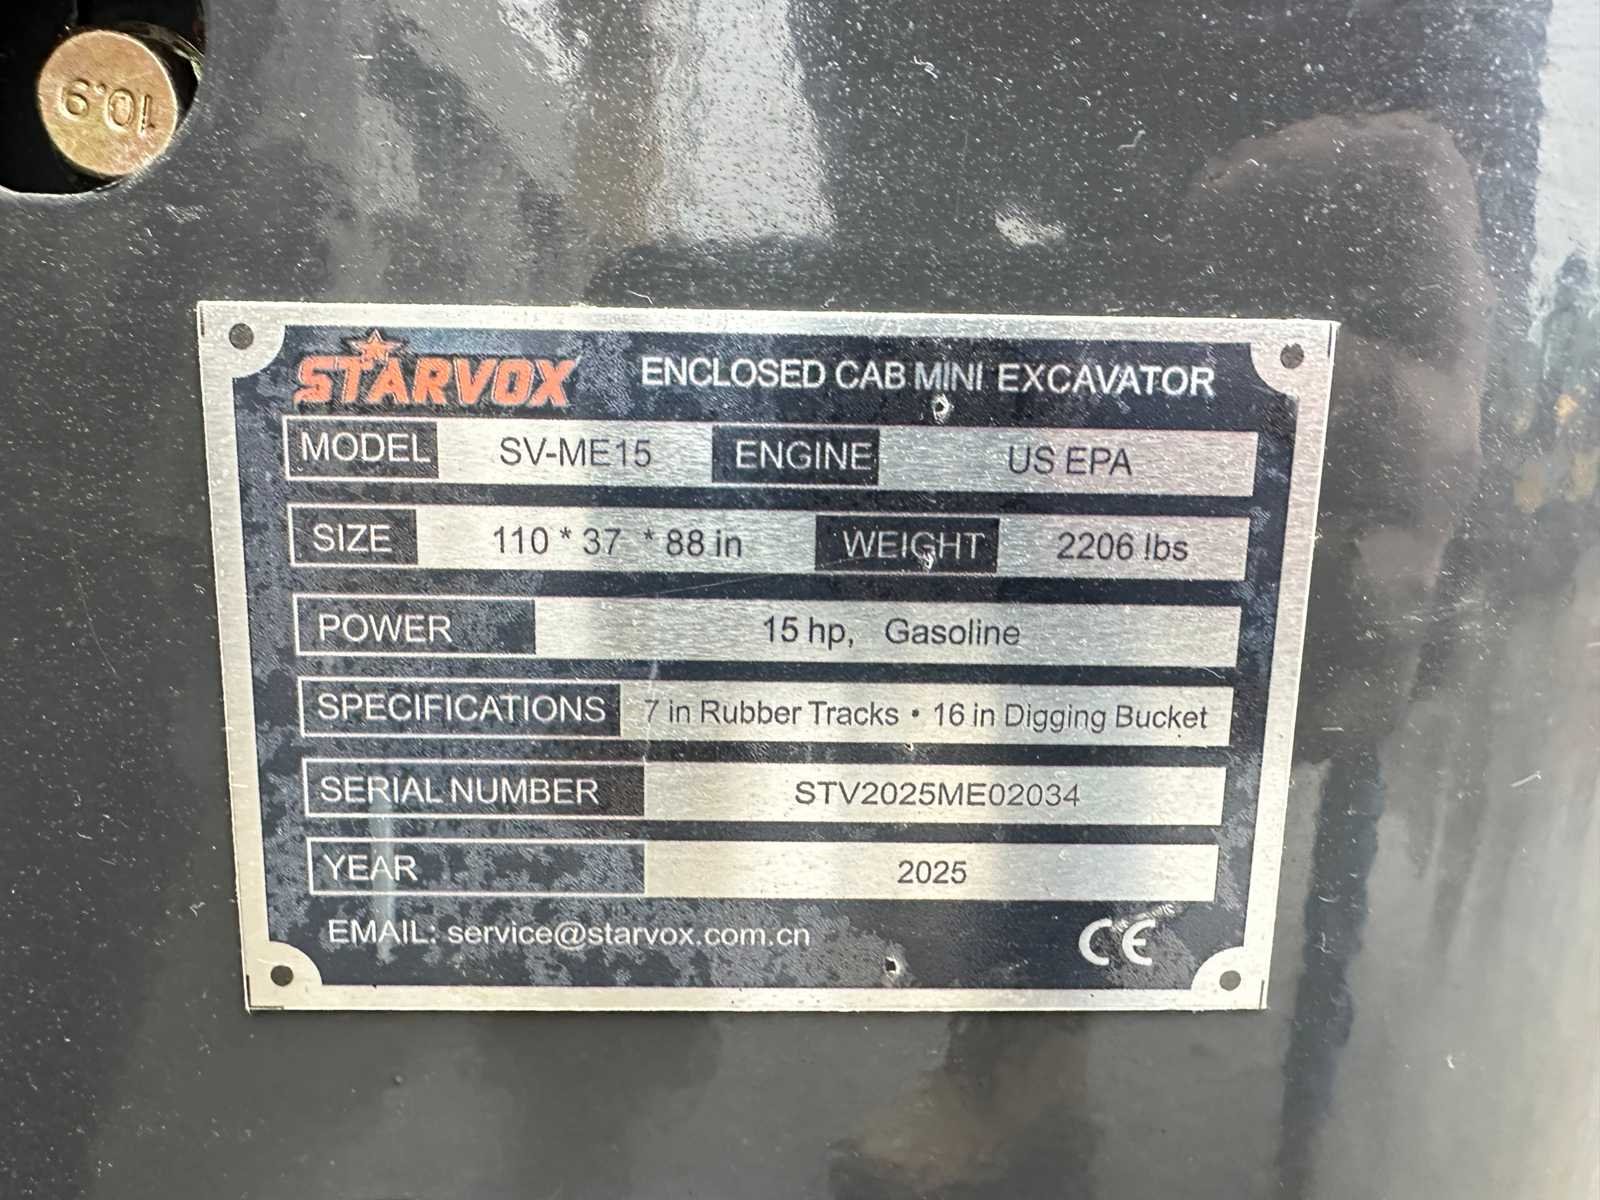 10.9
STARVOX ENCLOSED CAB MINI EXCAVATOR
MODEL SV-ME15 ENGINE US EPA
SIZE 110 * 37 * 88 in WEIGHT 2206 lbs
POWER 15 hp, Gasoline
SPECIFICATIONS 7 in Rubber Tracks • 16 in Digging Bucket
SERIAL NUMBER STV2025ME02034
YEAR 2025
EMAIL: service@starvox.com.cn CE